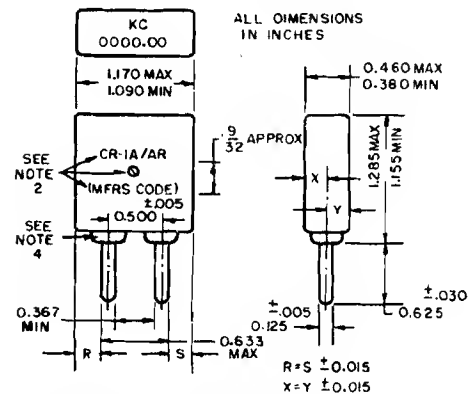 KC
0000.00
ALL DIMENSIONS
IN INCHES
1.170 MAX
1.090 MIN
0.460 MAX
0.380 MIN
SEE
NOTE
2
CR-1A/AR
(MFRS CODE)
9/32 APPROX
±.005
0.500
X
Y
1.285 MAX
1.155 MIN
SEE
NOTE
4
0.367
MIN
R
S
0.633
MAX
±.005
0.125
±.030
0.625
R=S ±0.015
X=Y ±0.015